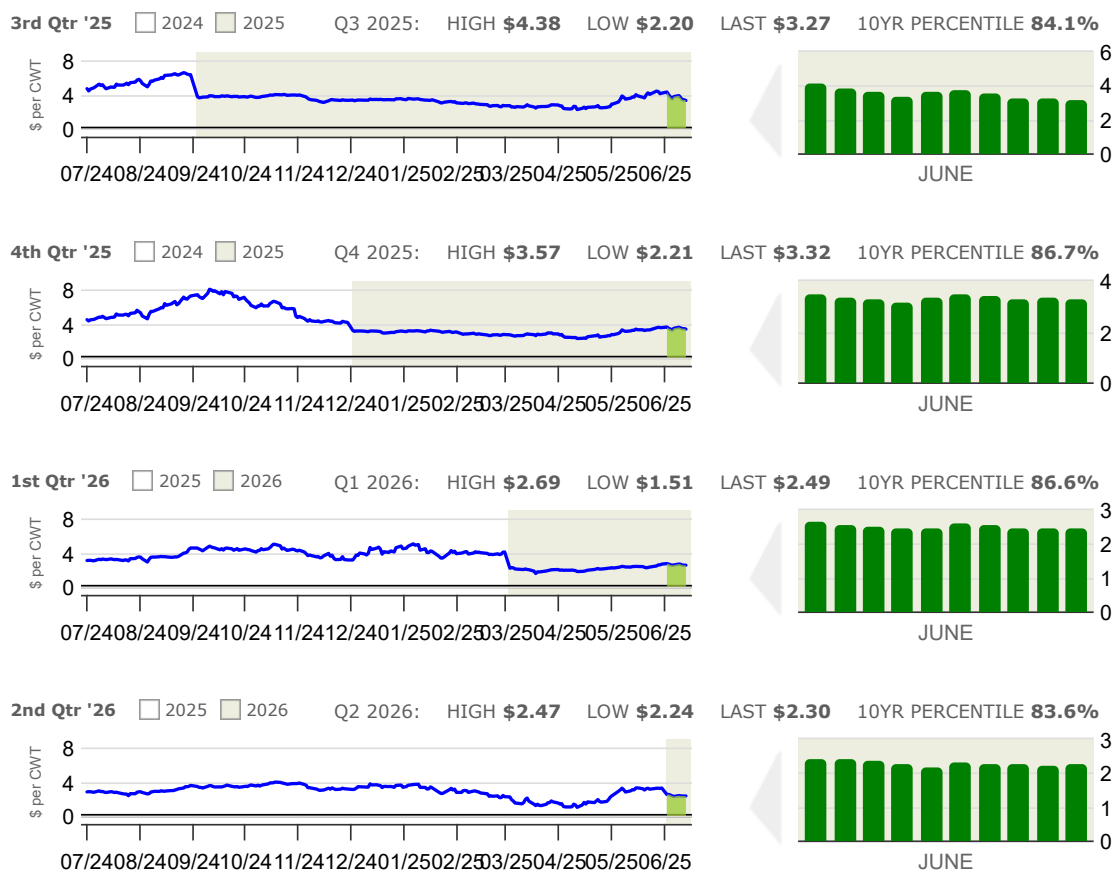 3rd Qtr '25 2024 2025 Q3 2025: HIGH $4.38 LOW $2.20 LAST $3.27 10YR PERCENTILE 84.1%
$ per CWT
8
4
0
07/24 08/24 09/24 10/24 11/24 12/24 01/25 02/25 03/25 04/25 05/25 06/25
6
4
2
0
JUNE
4th Qtr '25 2024 2025 Q4 2025: HIGH $3.57 LOW $2.21 LAST $3.32 10YR PERCENTILE 86.7%
$ per CWT
8
4
0
07/24 08/24 09/24 10/24 11/24 12/24 01/25 02/25 03/25 04/25 05/25 06/25
4
2
0
JUNE
1st Qtr '26 2025 2026 Q1 2026: HIGH $2.69 LOW $1.51 LAST $2.49 10YR PERCENTILE 86.6%
$ per CWT
8
4
0
07/24 08/24 09/24 10/24 11/24 12/24 01/25 02/25 03/25 04/25 05/25 06/25
3
2
1
0
JUNE
2nd Qtr '26 2025 2026 Q2 2026: HIGH $2.47 LOW $2.24 LAST $2.30 10YR PERCENTILE 83.6%
$ per CWT
8
4
0
07/24 08/24 09/24 10/24 11/24 12/24 01/25 02/25 03/25 04/25 05/25 06/25
3
2
1
0
JUNE